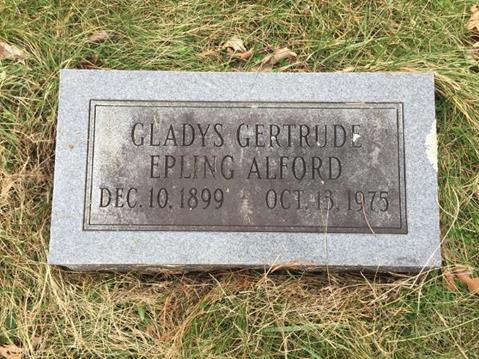 GLADYS GERTRUDE
EPLING ALFORD
DEC. 10, 1899 OCT. 13, 1975